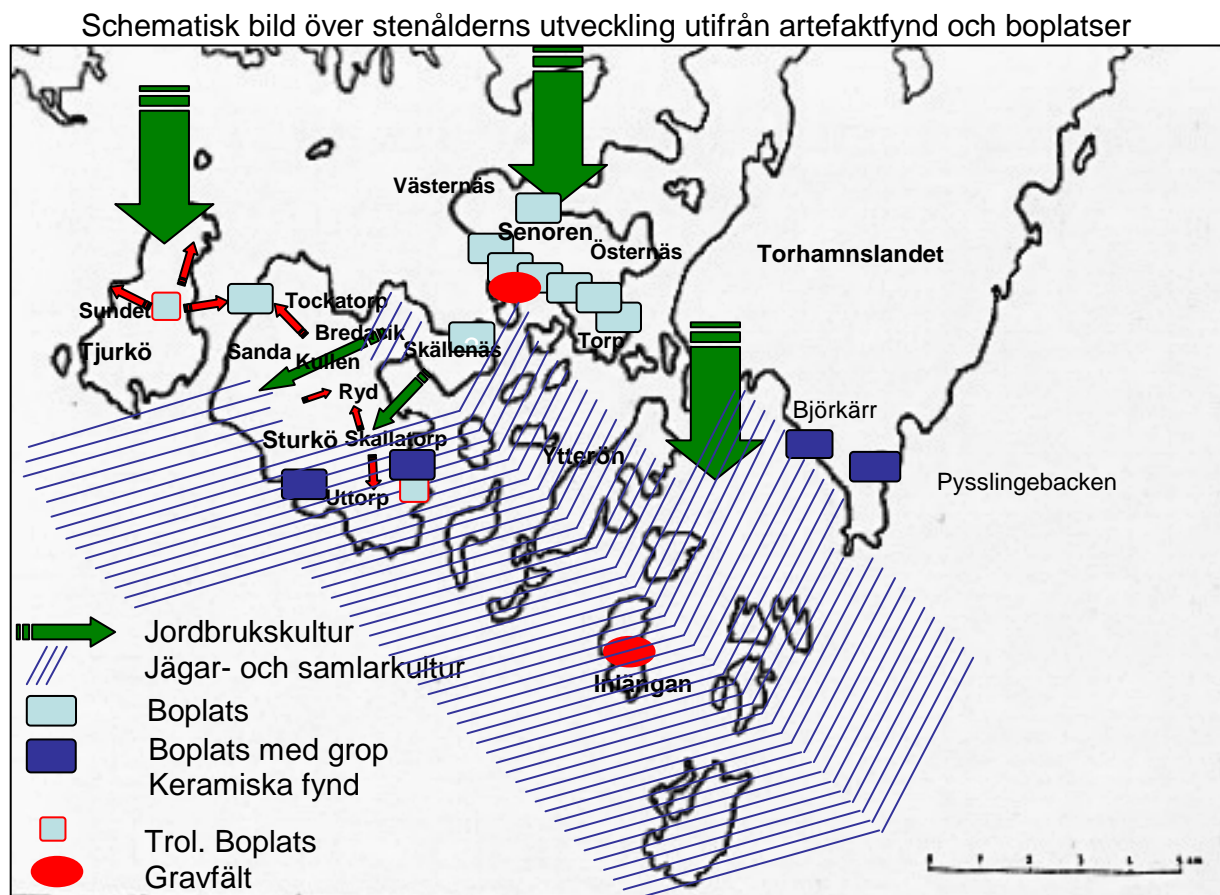 Schematisk bild över stenålderns utveckling utifrån artefaktfynd och boplatser
Västernäs
Senoren
Östernäs
Torhamnslandet
Sundet
Tockatorp
Bredavik
Tjurkö
Sanda
Kullen
Skällenäs
Torp
Ryd
Björkärr
Sturkö
Skallatorp
Ytterön
Uttorp
Pysslingebacken
Inlängan
Jordbrukskultur
Jägar- och samlarkultur
Boplats
Boplats med grop
Keramiska fynd
Trol. Boplats
Gravfält